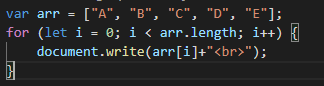 var arr = ["A", "B", "C", "D", "E"];
for (let i = 0; i < arr.length; i++) {
    document.write(arr[i]+"<br>");
}